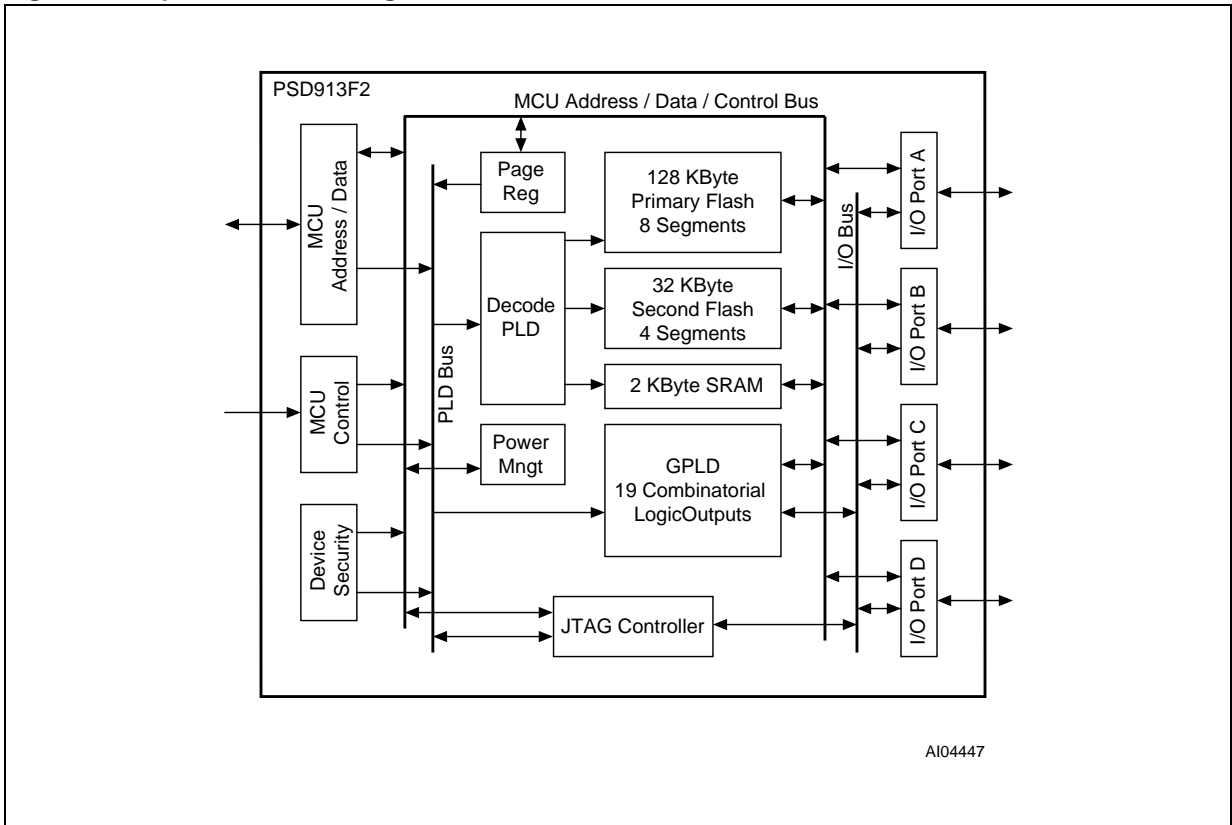 PSD913F2
MCU Address / Data / Control Bus
MCU
Address / Data
MCU
Control
Device
Security
PLD Bus
Page
Reg
Decode
PLD
Power
Mngt
128 KByte
Primary Flash
8 Segments
32 KByte
Second Flash
4 Segments
2 KByte SRAM
GPLD
19 Combinatorial
LogicOutputs
JTAG Controller
I/O Bus
I/O Port A
I/O Port B
I/O Port C
I/O Port D
AI04447